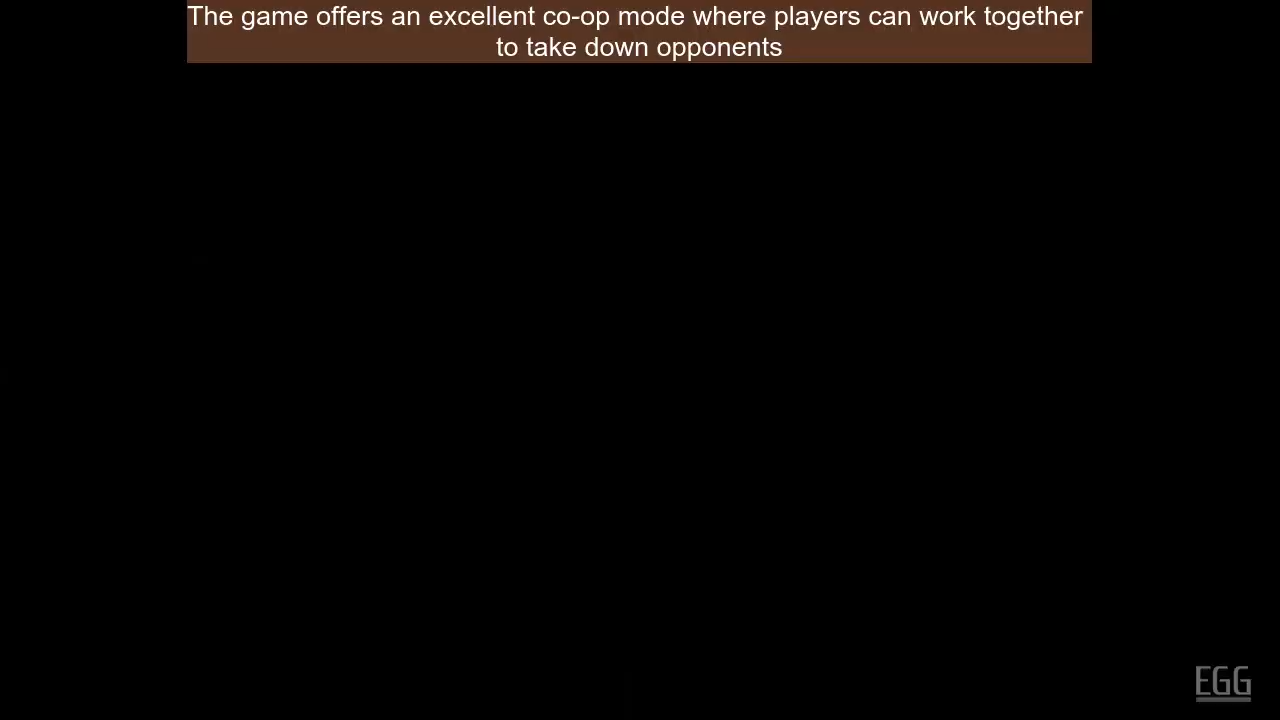 The game offers an excellent co-op mode where players can work together
to take down opponents
EGG